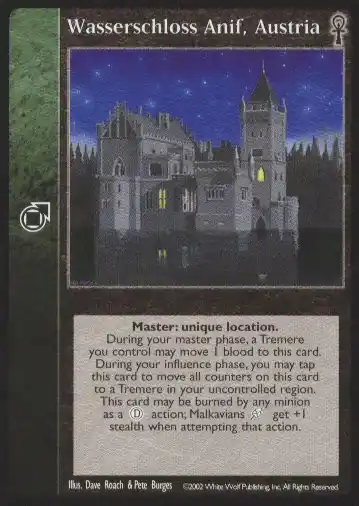 Wasserschloss Anif, Austria
Master: unique location.
During your master phase, a Tremere
you control may move 1 blood to this card.
During your influence phase, you may tap
this card to move all counters on this card
to a Tremere in your uncontrolled region.
This card may be burned by any minion
as a Ⓓ action; Malkavians get +1
stealth when attempting that action.
Illus. Dave Roach & Pete Burges ©2002 White Wolf Publishing, Inc. All Rights Reserved.